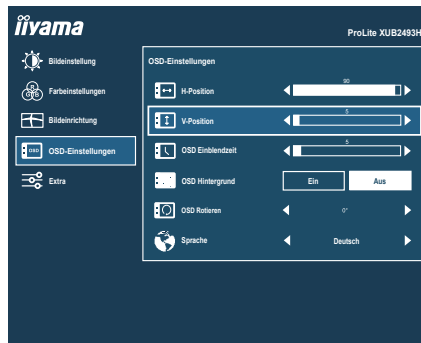 iiyama
ProLite XUB2493H
Bildeinstellung
Farbeinstellungen
Bildeinrichtung
OSD
OSD-Einstellungen
Extra
OSD-Einstellungen
H-Position
90
V-Position
5
OSD Einblendzeit
5
OSD Hintergrund
Ein
Aus
OSD Rotieren
0°
Sprache
Deutsch